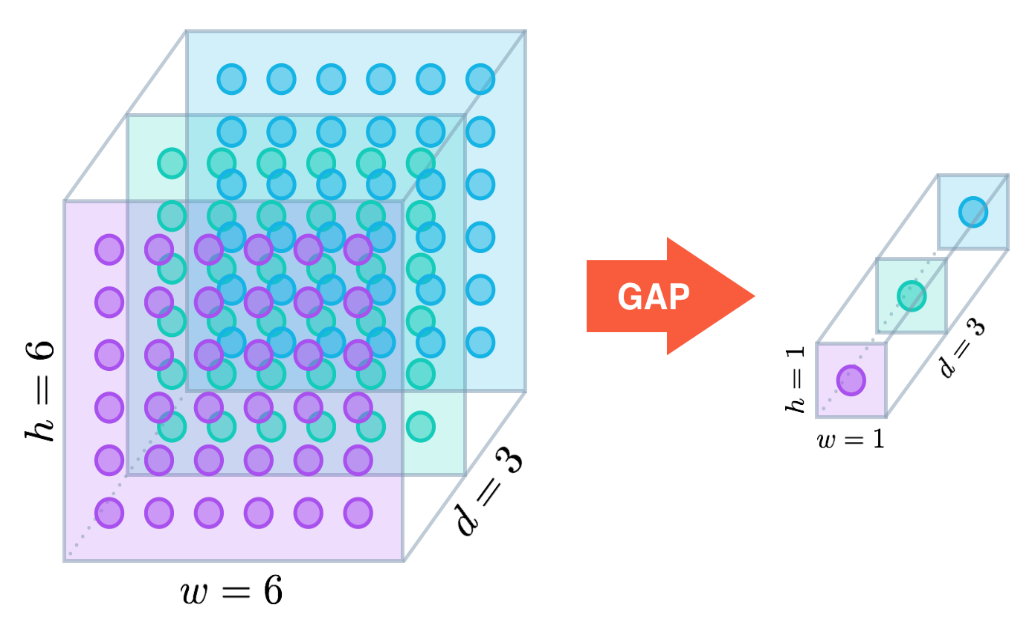 h = 6
w = 6
d = 3
GAP
h = 1
w = 1
d = 3